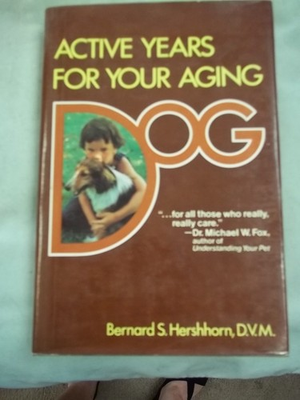 ACTIVE YEARS
FOR YOUR AGING
DOG
"...for all those who really,
really care."
—Dr. Michael W. Fox,
author of
Understanding Your Pet
Bernard S. Hershhorn, D.V.M.